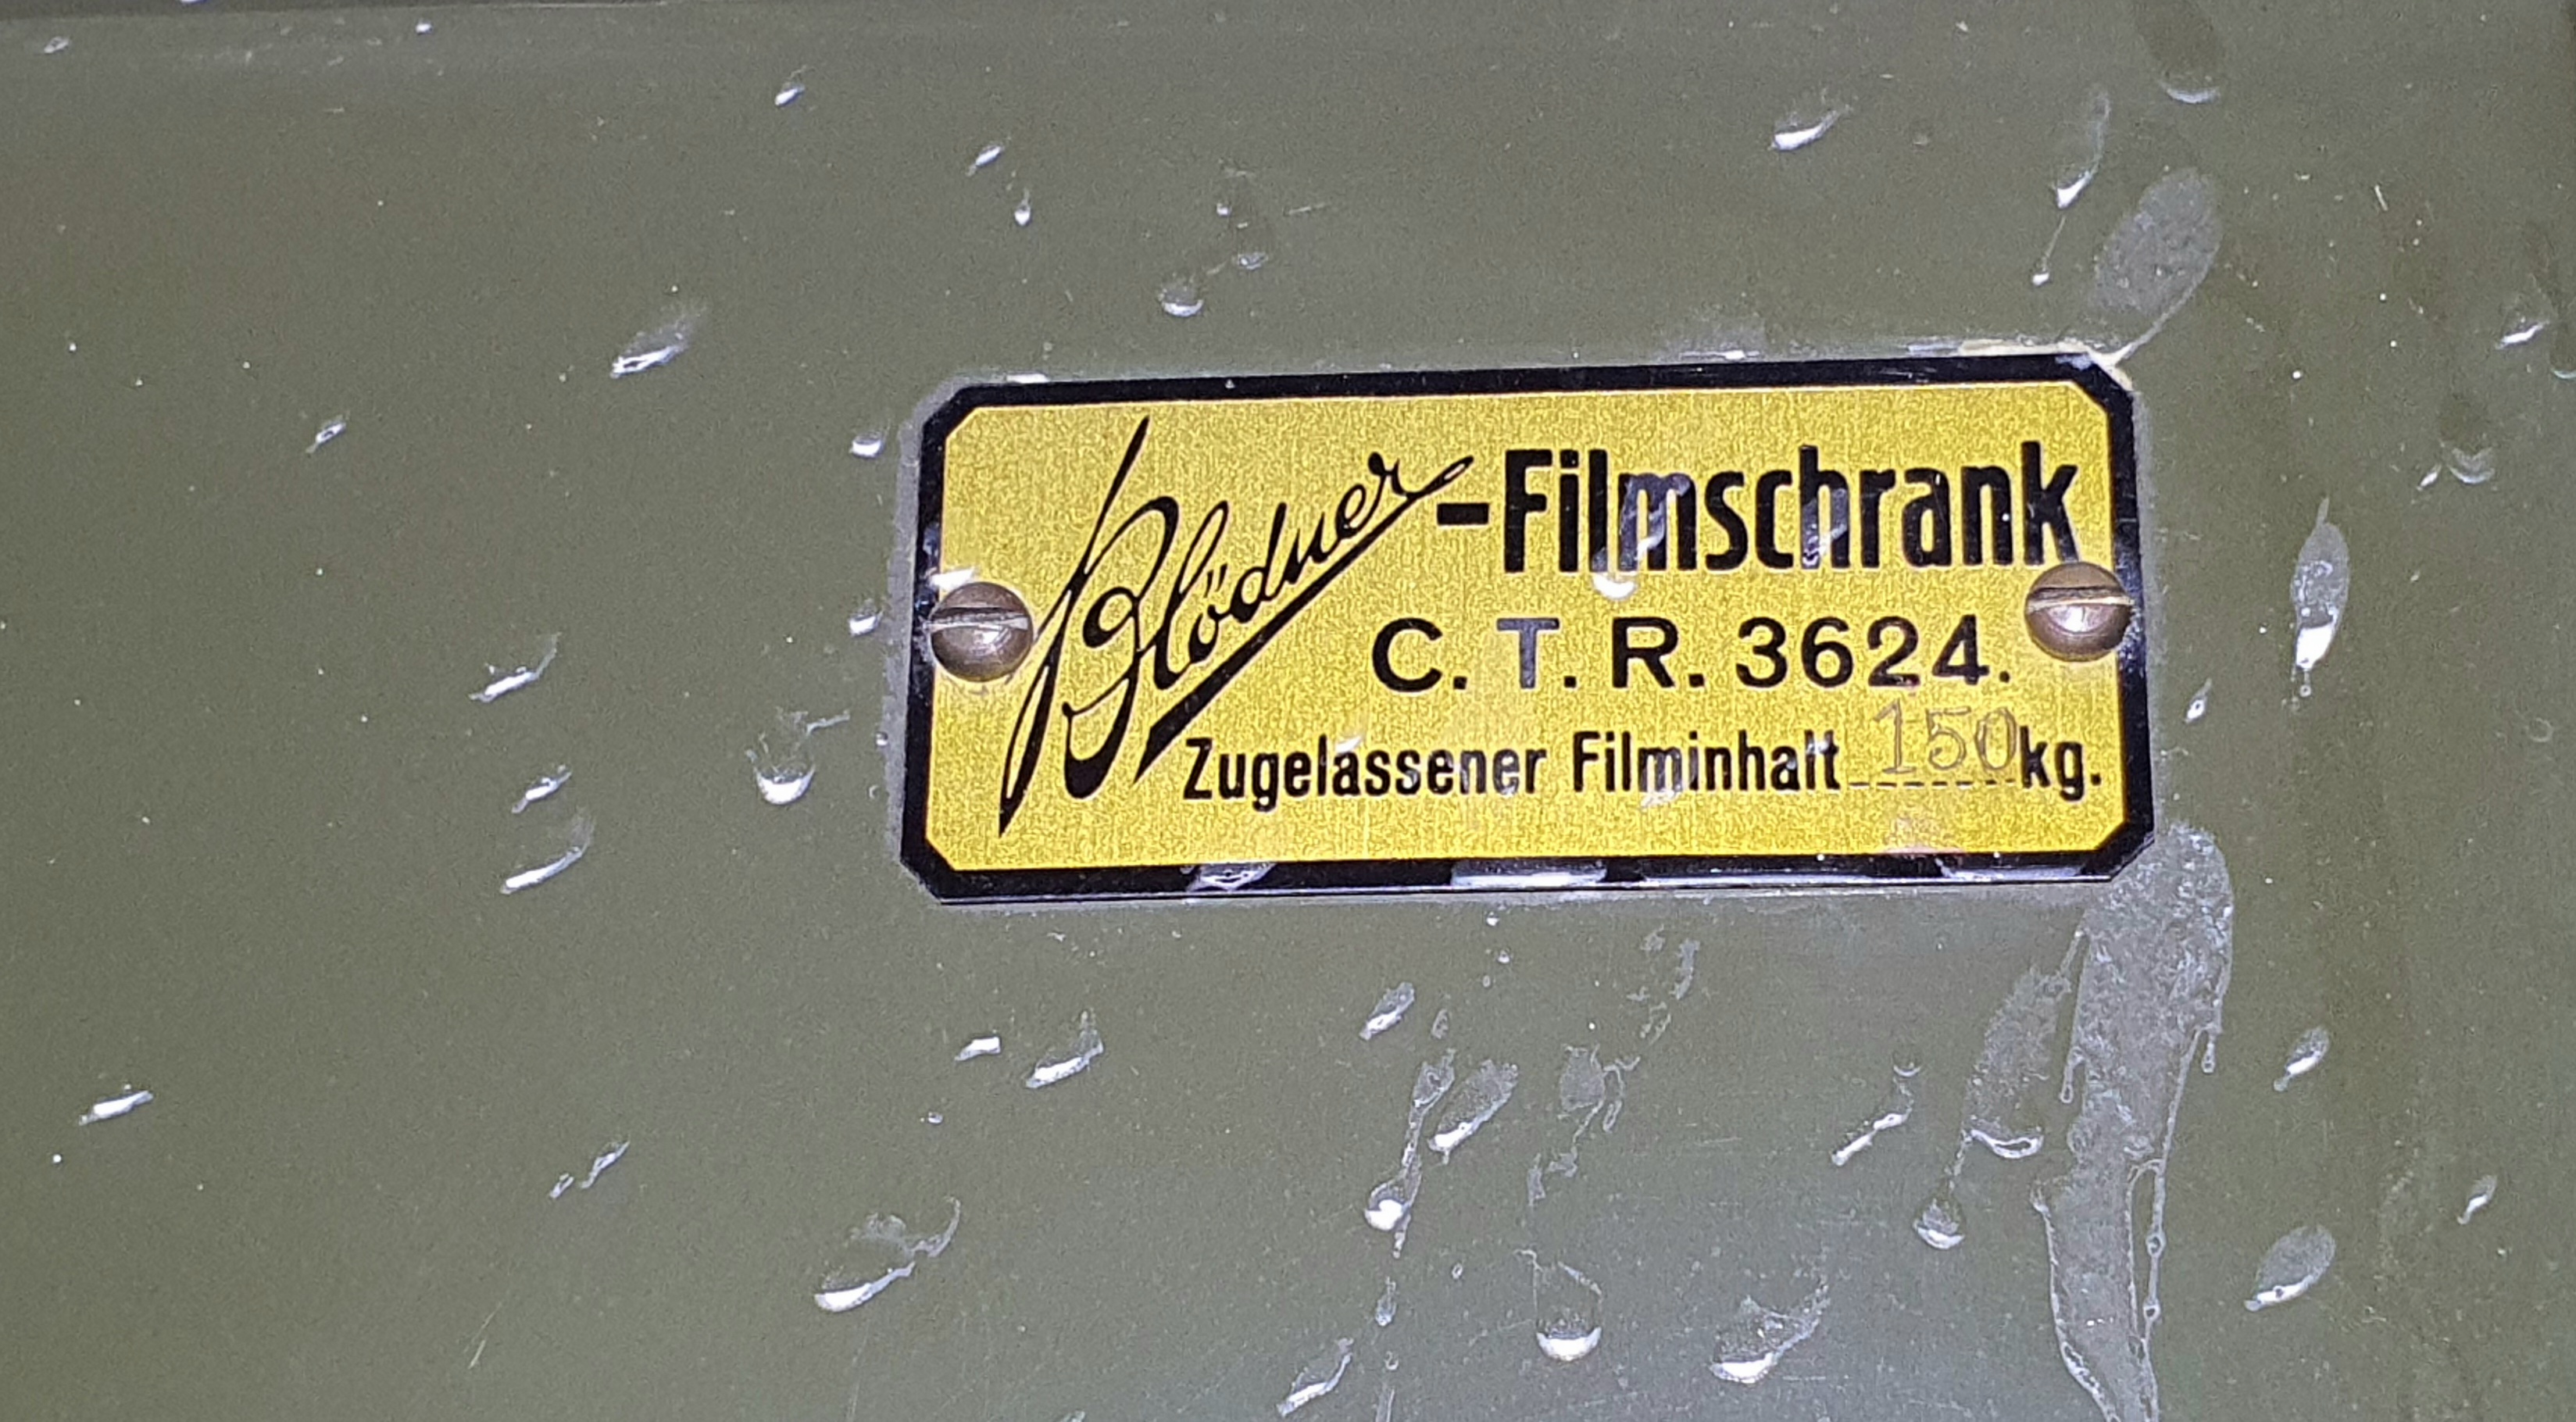 Blödner-Filmschrank
C. T. R. 3624.
Zugelassener Filminhalt 150 kg.